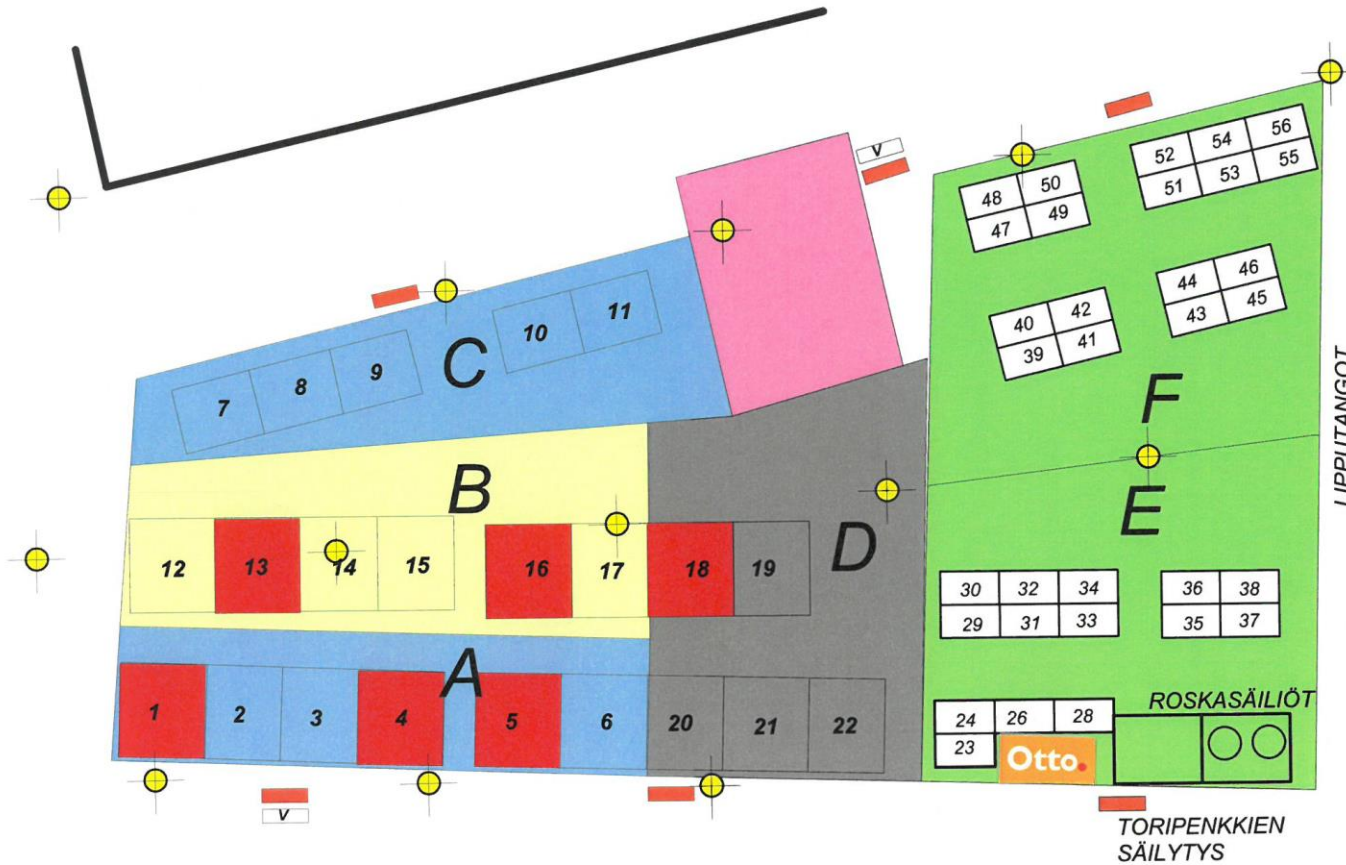 52 54 56
51 53 55
48 50
47 49
V
44 46
43 45
40 42
39 41
10 11
7 8 9
C
F
LIPPUTANGOT
B
E
D
12 13 14 15 16 17 18 19
30 32 34 36 38
29 31 33 35 37
A
1 2 3 4 5 6 20 21 22
ROSKASÄILIÖT
24 26 28
23
Otto.
V
TORIPENKKIEN
SÄILYTYS